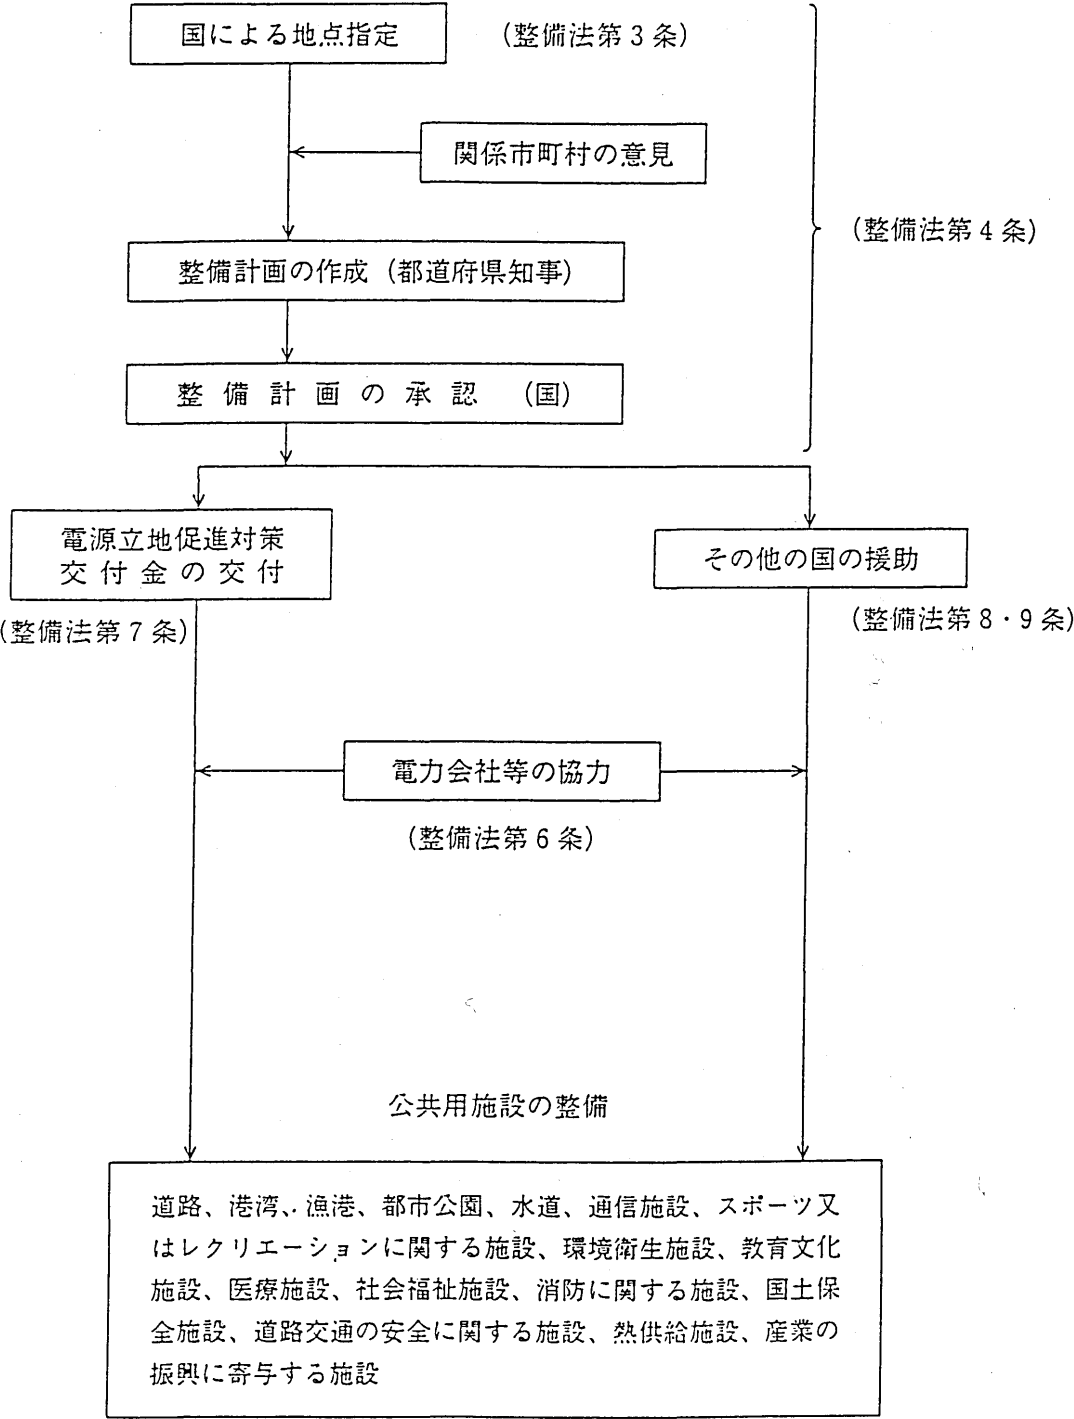 国による地点指定
(整備法第3条)
関係市町村の意見
(整備法第4条)
整備計画の作成(都道府県知事)
整備計画の承認 (国)
電源立地促進対策
交付金の交付
その他の国の援助
(整備法第7条)
(整備法第8・9条)
電力会社等の協力
(整備法第6条)
公共用施設の整備
道路、港湾、漁港、都市公園、水道、通信施設、スポーツ又
はレクリエーションに関する施設、環境衛生施設、教育文化
施設、医療施設、社会福祉施設、消防に関する施設、国土保
全施設、道路交通の安全に関する施設、熱供給施設、産業の
振興に寄与する施設